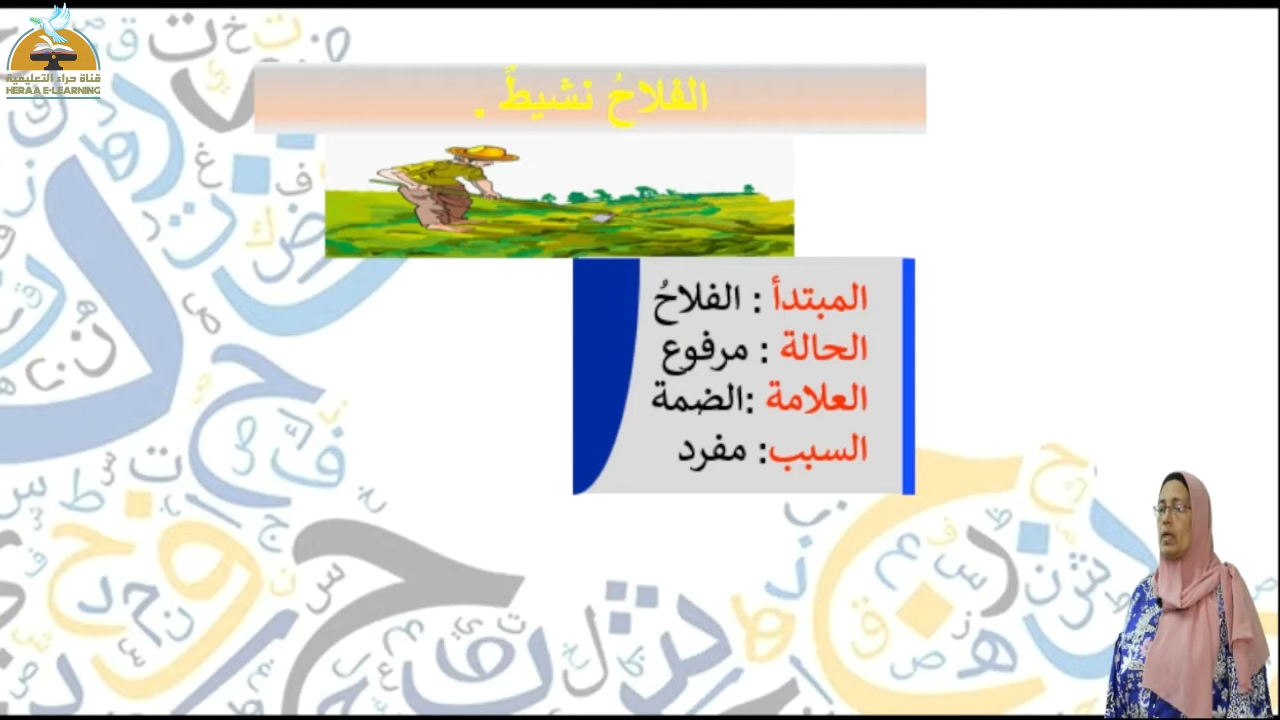 قناة حراء التعليمية
HERAA E-LEARNING
الفلاحُ نشيطٌ .
المبتدأ : الفلاحُ
الحالة : مرفوع
العلامة :الضمة
السبب: مفرد